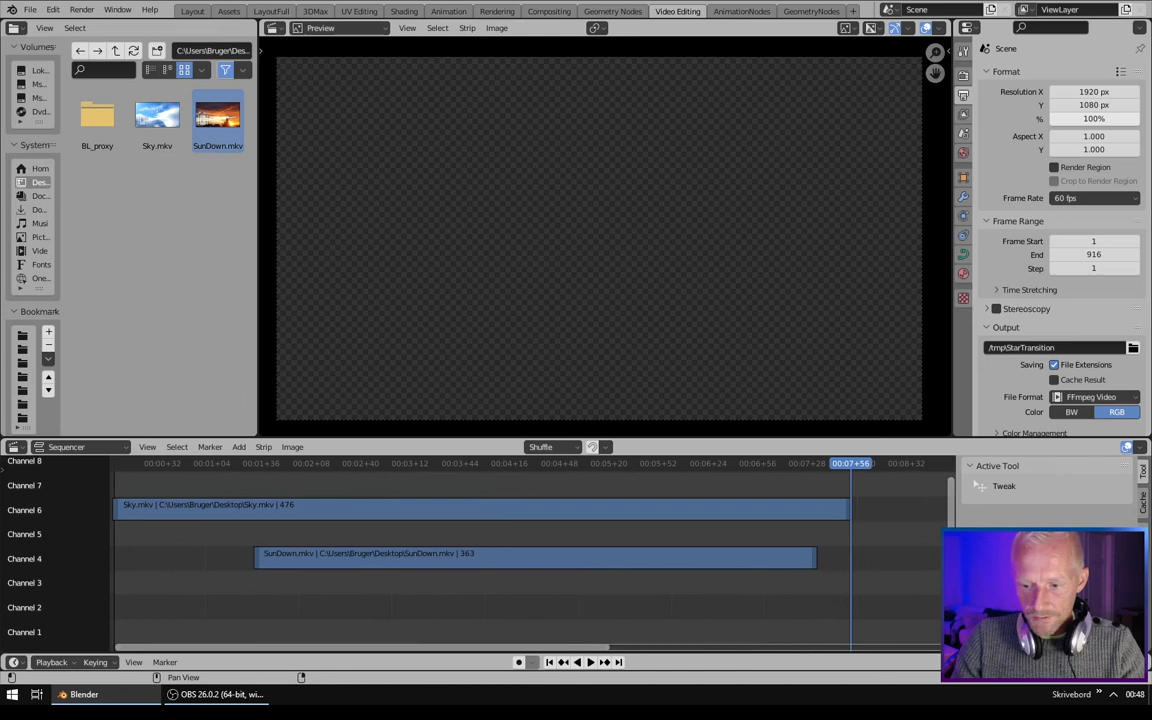 File Edit Render Window Help Layout Assets LayoutFull 3DMax UV Editing Shading Animation Rendering Compositing Geometry Nodes Video Editing AnimationNodes GeometryNodes + Scene ViewLayer
View Select Preview View Select Strip Image
Volumes C:\Users\Bruger\Des... Scene
Lok...
Ms...
Ms...
Dvd...
BL_proxy Sky.mkv SunDown.mkv
System
Hom
Des...
Doc...
Do...
Musi
Pict...
Vide
Fonts
One...
Bookmark
Format
Resolution X 1920 px
Y 1080 px
% 100%
Aspect X 1.000
Y 1.000
Render Region
Crop to Render Region
Frame Rate 60 fps
Frame Range
Frame Start 1
End 916
Step 1
Time Stretching
Stereoscopy
Output
/tmp\StarTransition
Saving File Extensions
Cache Result
File Format FFmpeg Video
Color BW RGB
Color Management
Sequencer View Select Marker Add Strip Image Shuffle
00:00+32 00:01+04 00:01+36 00:02+08 00:02+40 00:03+12 00:03+44 00:04+16 00:04+48 00:05+20 00:05+52 00:06+24 00:06+56 00:07+28 00:07+56 00:08+32
Channel 8
Channel 7
Channel 6
Channel 4
Channel 3
Channel 2
Channel 1
Sky.mkv | C:\Users\Bruger\Desktop\Sky.mkv | 476
SunDown.mkv | C:\Users\Bruger\Desktop\SunDown.mkv | 363
Active Tool
Tweak
Tool
Cache
Playback Keying View Marker
Pan View
Blender OBS 26.0.2 (64-bit, wi... Skrivebord 00:48